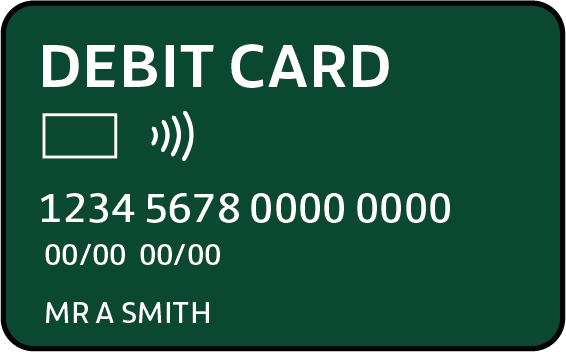 DEBIT CARD
1234 5678 0000 0000
00/00 00/00
MR A SMITH